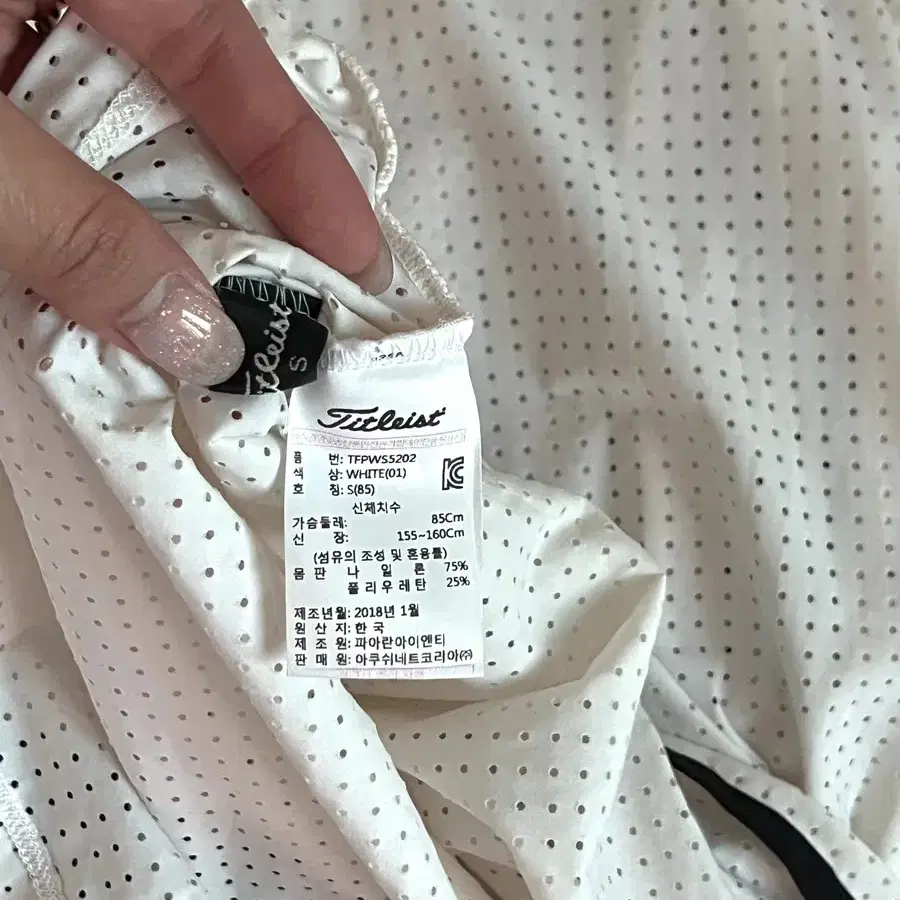 Titleist
S
Titleist
품 번: TFPWS5202
색 상: WHITE(01)
호 칭: S(85)
신체치수
가슴둘레: 85Cm
신 장: 155~160Cm
(섬유의 조성 및 혼용률)
몸 판 나 일 론 75%
폴 리 우 레 탄 25%
제조년월: 2018년 1월
원 산 지: 한 국
제 조 원: 파아란아이엔티
판 매 원: 아쿠쉬네트코리아㈜